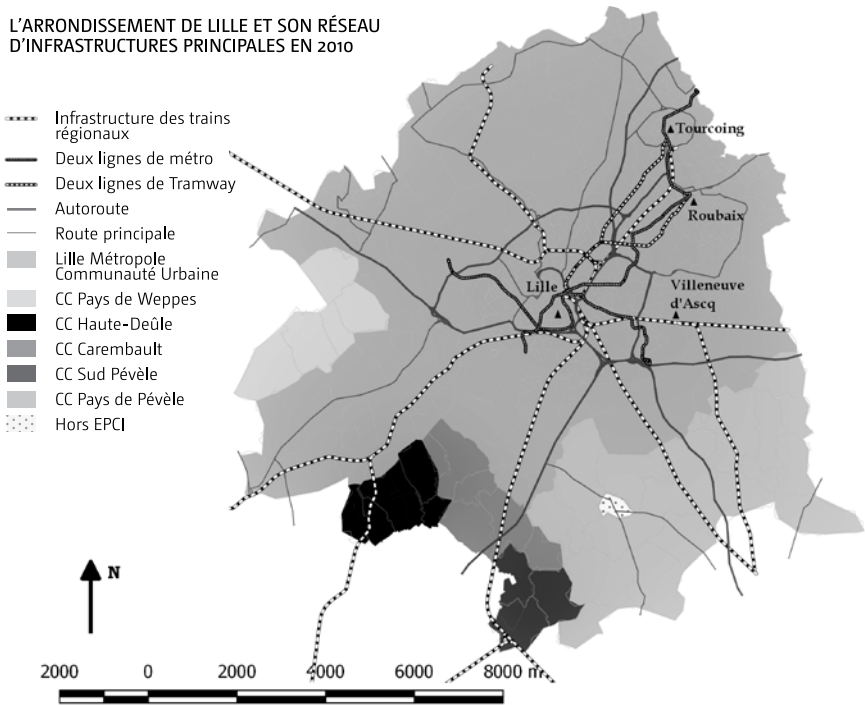 L'ARRONDISSEMENT DE LILLE ET SON RÉSEAU
D'INFRASTRUCTURES PRINCIPALES EN 2010
Infrastructure des trains
régionaux
Deux lignes de métro
Deux lignes de Tramway
Autoroute
Route principale
Lille Métropole
Communauté Urbaine
CC Pays de Weppes
CC Haute-Deûle
CC Carembault
CC Sud Pévèle
CC Pays de Pévèle
Hors EPCI
Tourcoing
Roubaix
Lille
Villeneuve
d'Ascq
N
2000 0 2000 4000 6000 8000 m